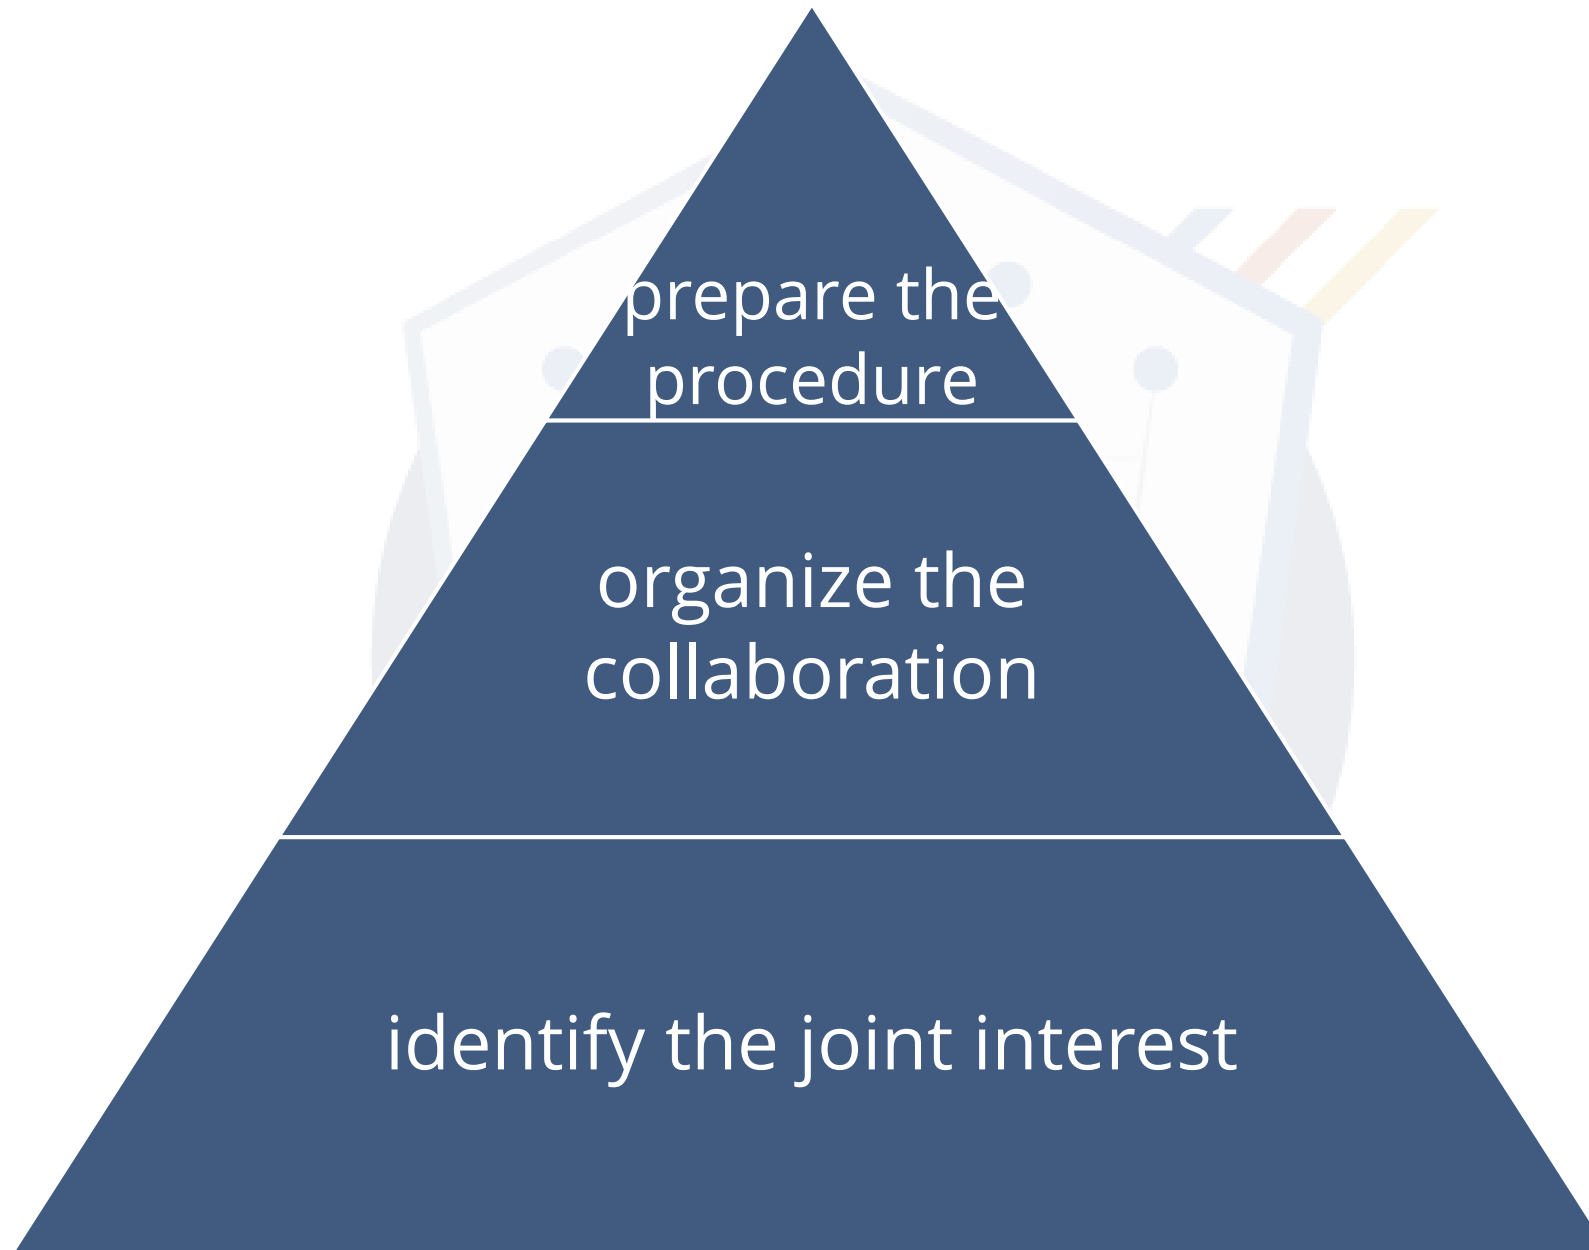 prepare the
procedure
organize the
collaboration
identify the joint interest